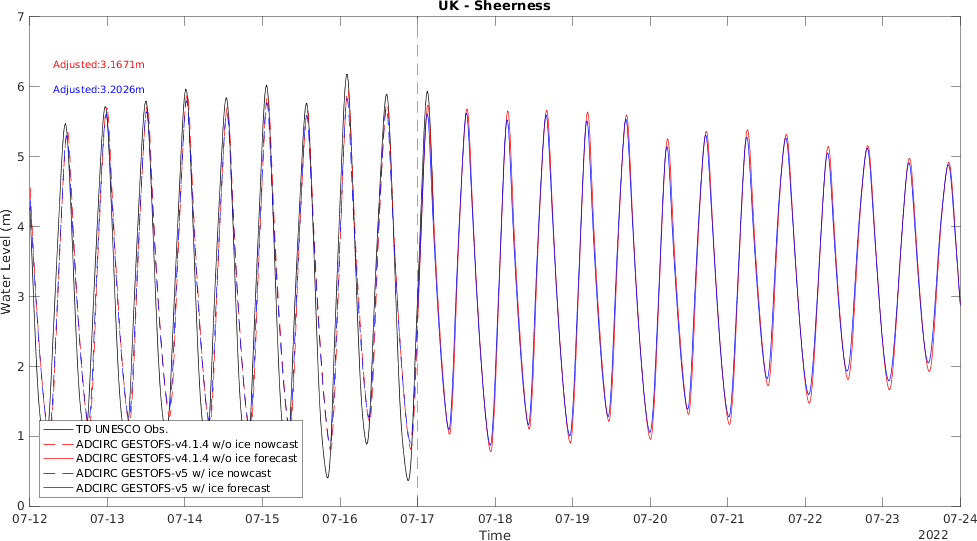 UK - Sheerness
7
6
5
4
3
2
1
0
Water Level (m)
Adjusted:3.1671m
Adjusted:3.2026m
TD UNESCO Obs.
ADCIRC GESTOFS-v4.1.4 w/o ice nowcast
ADCIRC GESTOFS-v4.1.4 w/o ice forecast
ADCIRC GESTOFS-v5 w/ ice nowcast
ADCIRC GESTOFS-v5 w/ ice forecast
07-12 07-13 07-14 07-15 07-16 07-17 07-18 07-19 07-20 07-21 07-22 07-23 07-24
Time
2022